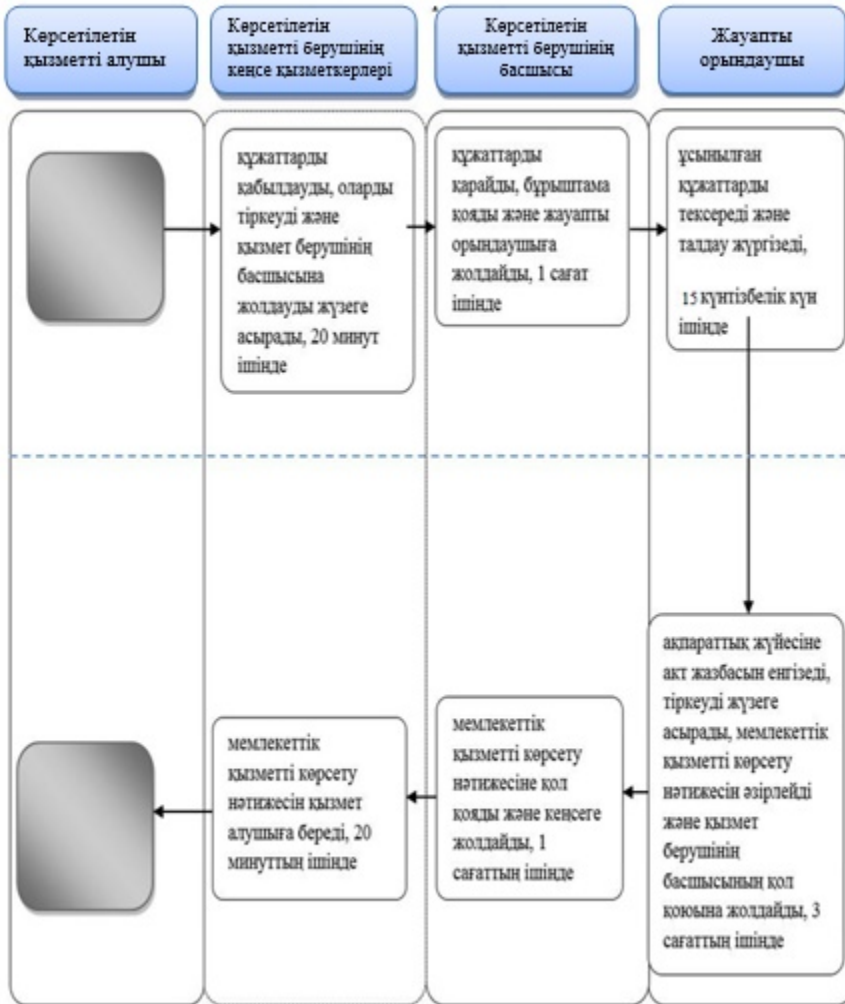 Көрсетілетін
қызметті алушы
Көрсетілетін
қызметті берушінің
кеңсе қызметкерлері
Көрсетілетін
қызметті берушінің
басшысы
Жауапты
орындаушы
құжаттарды
қабылдауды, оларды
тіркеуді және
қызмет берушінің
басшысына
жолдауды жүзеге
асырады, 20 минут
ішінде
құжаттарды
қарайды, бұрыштама
қояды және жауапты
орындаушыға
жолдайды, 1 сағат
ішінде
ұсынылған
құжаттарды
тексереді және
талдау жүргізеді,
15 күнтізбелік күн
ішінде
мемлекеттік
қызметті көрсету
нәтижесін қызмет
алушыға береді, 20
минуттың ішінде
мемлекеттік
қызметті көрсету
нәтижесіне қол
қояды және кеңсеге
жолдайды, 1
сағаттың ішінде
ақпараттық жүйесіне
акт жазбасын енгізеді,
тіркеуді жүзеге
асырады, мемлекеттік
қызметті көрсету
нәтижесін әзірлейді
және қызмет
берушінің
басшысының қол
қоюына жолдайды, 3
сағаттың ішінде